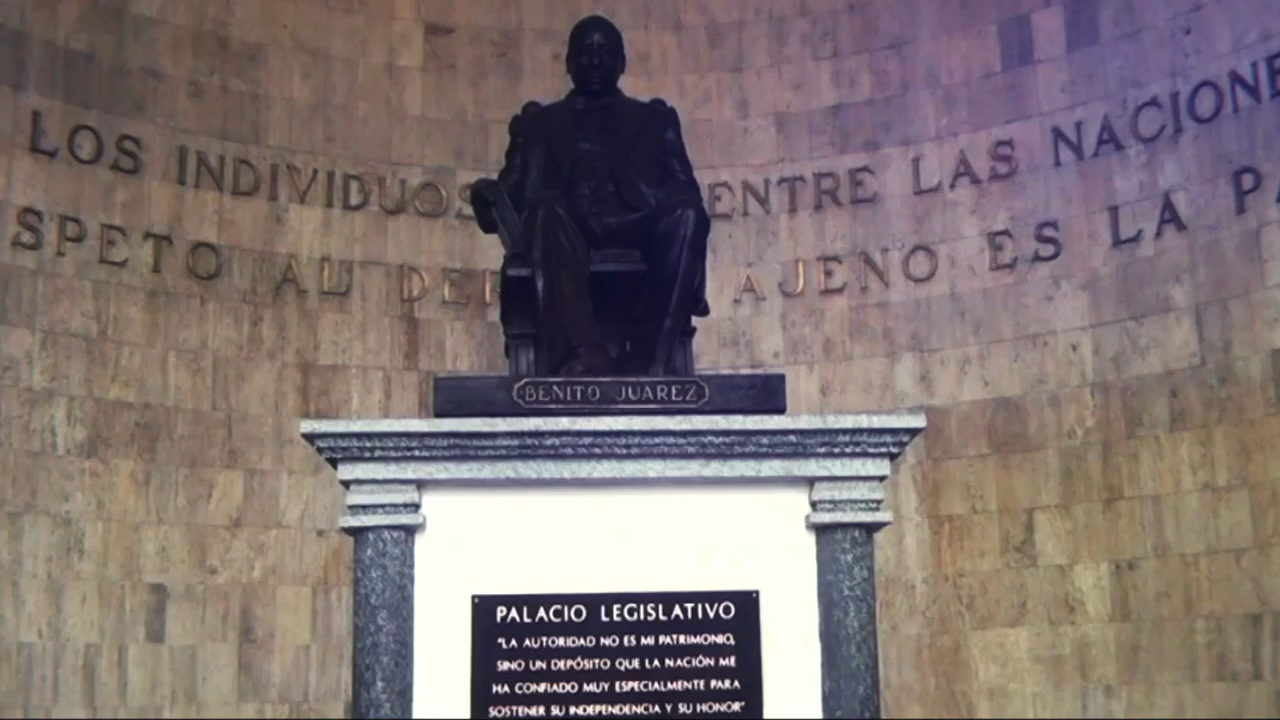 LOS INDIVIDUOS ENTRE LAS NACIONE
SPETO AL DER AJENO ES LA P
BENITO JUAREZ
PALACIO LEGISLATIVO
"LA AUTORIDAD NO ES MI PATRIMONIO,
SINO UN DEPÓSITO QUE LA NACIÓN ME
HA CONFIADO MUY ESPECIALMENTE PARA
SOSTENER SU INDEPENDENCIA Y SU HONOR"